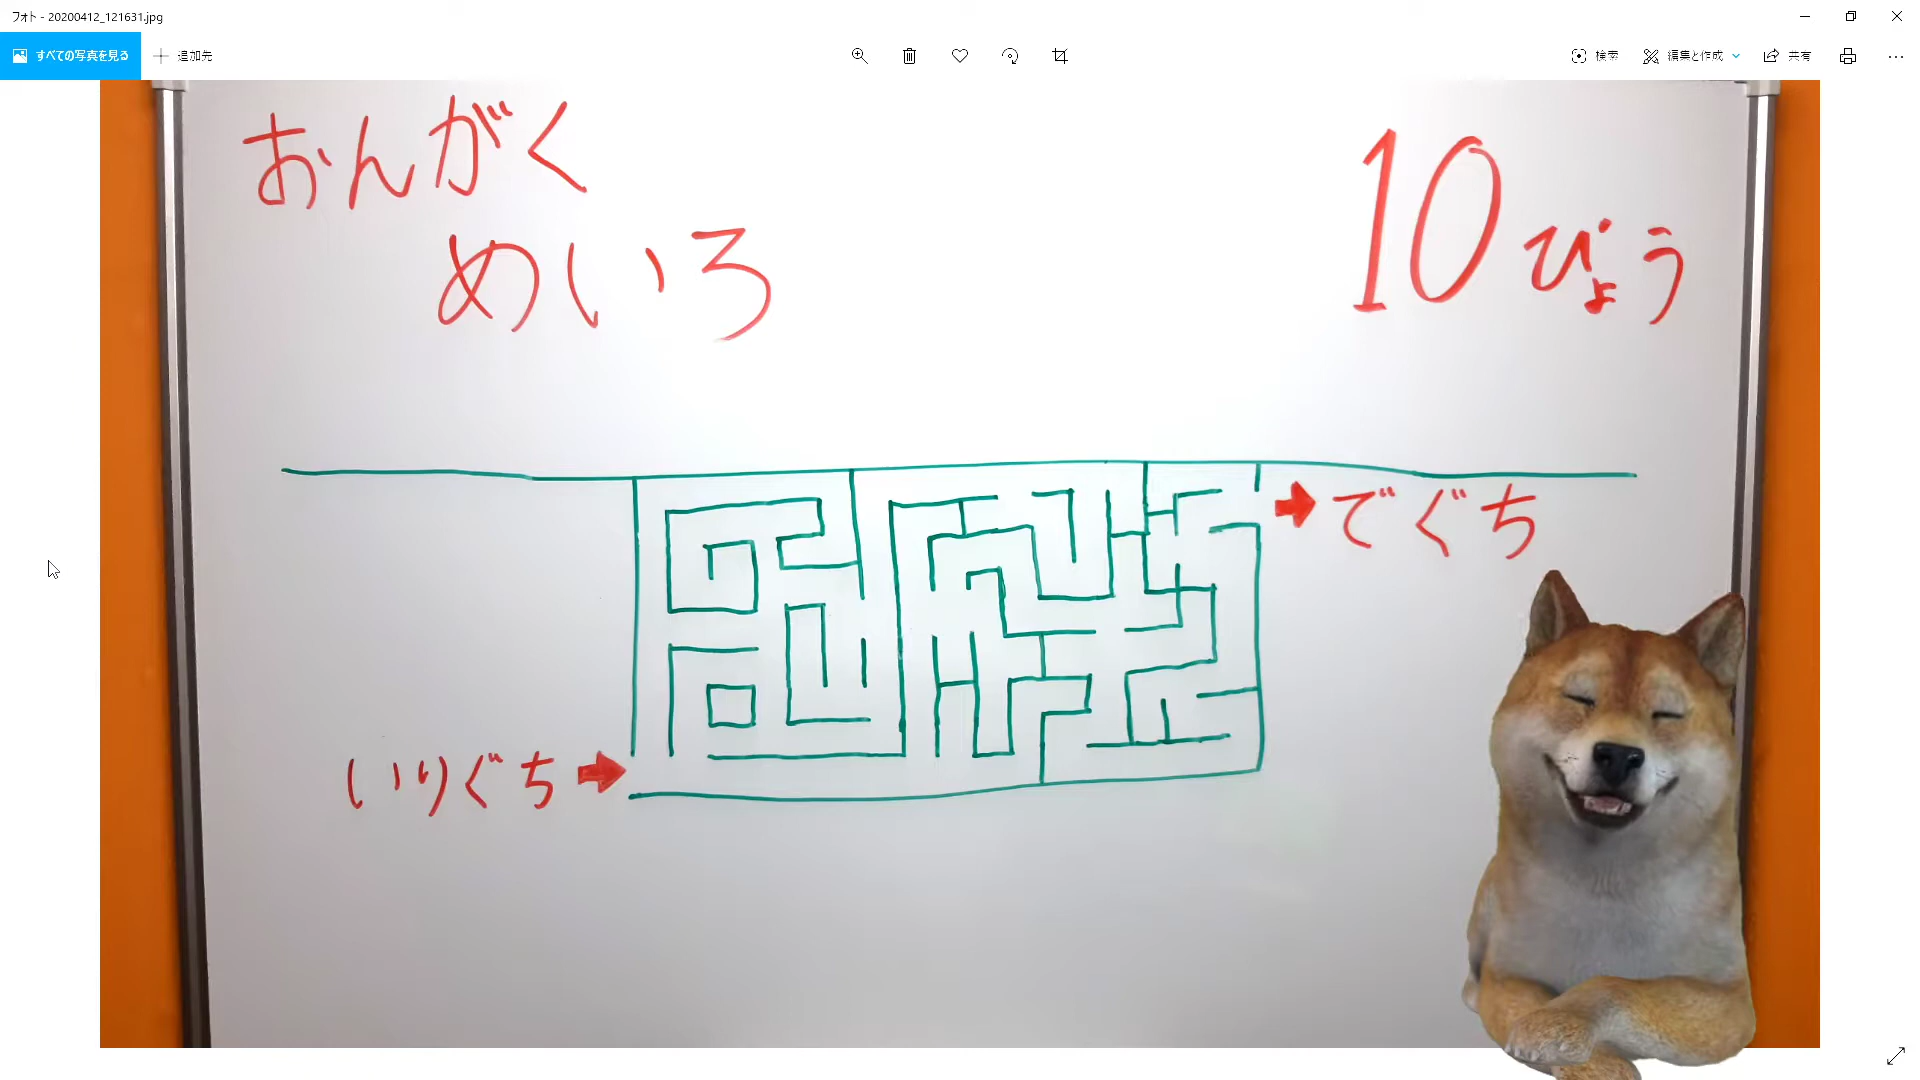 フォト - 20200412_121631.jpg
すべての写真を見る
追加先
検索
編集と作成
共有
おんがく
めいろ
10びょう
でぐち
いりぐち